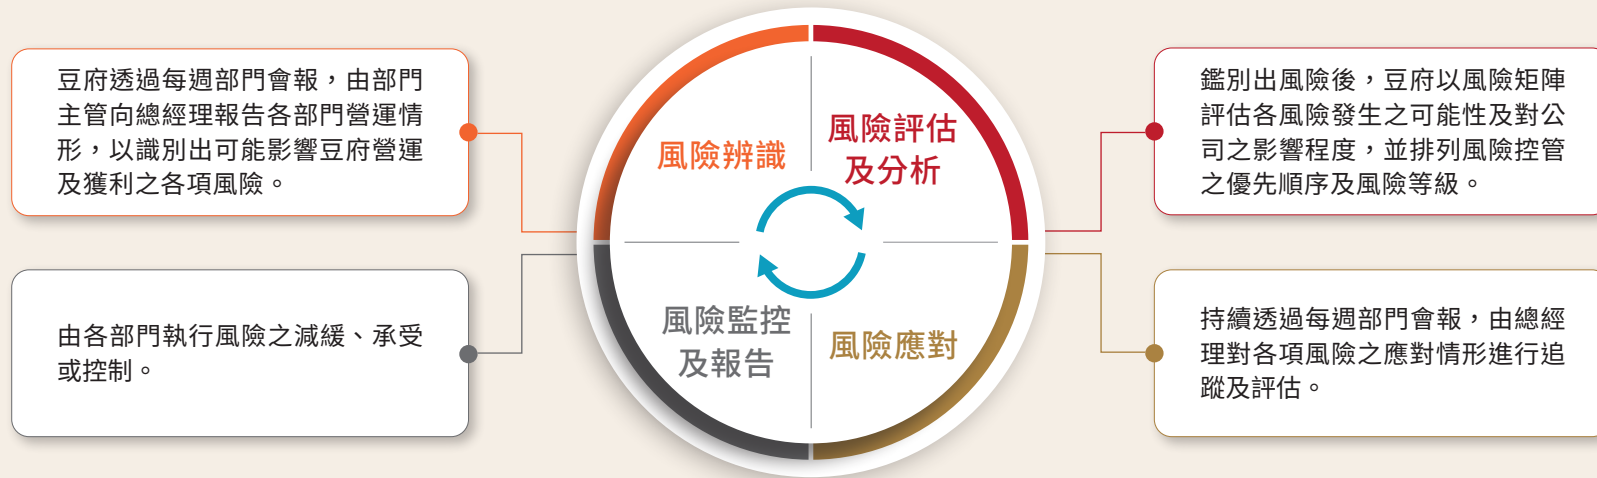 豆府透過每週部門會報，由部門
主管向總經理報告各部門營運情
形，以識別出可能影響豆府營運
及獲利之各項風險。
風險辨識
風險評估
及分析
鑑別出風險後，豆府以風險矩陣
評估各風險發生之可能性及對公
司之影響程度，並排列風險控管
之優先順序及風險等級。
由各部門執行風險之減緩、承受
或控制。
風險監控
及報告
風險應對
持續透過每週部門會報，由總經
理對各項風險之應對情形進行追
蹤及評估。